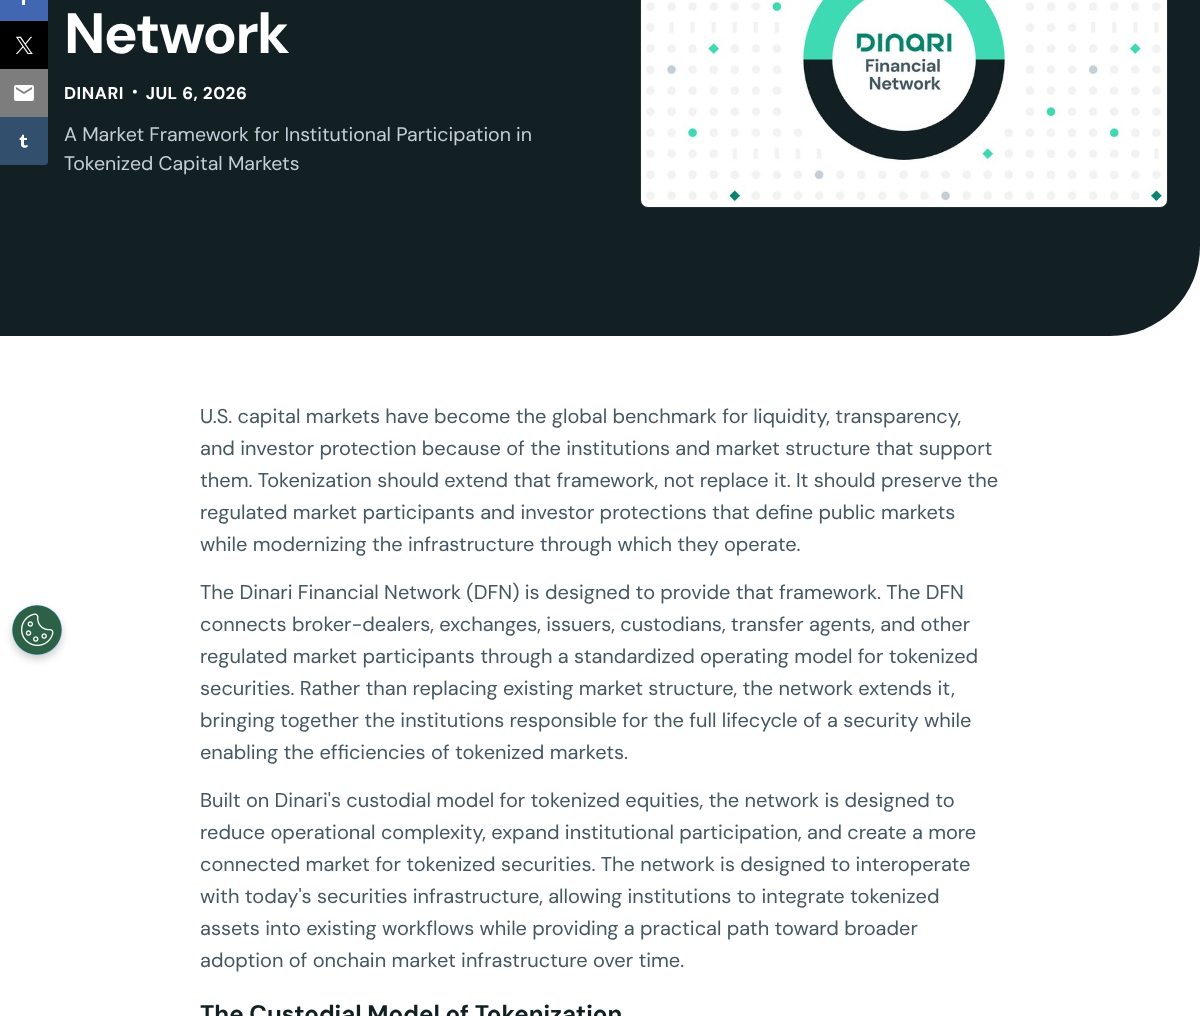 Network
DINARI • JUL 6, 2026
A Market Framework for Institutional Participation in
Tokenized Capital Markets
DINARI
Financial
Network
U.S. capital markets have become the global benchmark for liquidity, transparency,
and investor protection because of the institutions and market structure that support
them. Tokenization should extend that framework, not replace it. It should preserve the
regulated market participants and investor protections that define public markets
while modernizing the infrastructure through which they operate.
The Dinari Financial Network (DFN) is designed to provide that framework. The DFN
connects broker-dealers, exchanges, issuers, custodians, transfer agents, and other
regulated market participants through a standardized operating model for tokenized
securities. Rather than replacing existing market structure, the network extends it,
bringing together the institutions responsible for the full lifecycle of a security while
enabling the efficiencies of tokenized markets.
Built on Dinari's custodial model for tokenized equities, the network is designed to
reduce operational complexity, expand institutional participation, and create a more
connected market for tokenized securities. The network is designed to interoperate
with today's securities infrastructure, allowing institutions to integrate tokenized
assets into existing workflows while providing a practical path toward broader
adoption of onchain market infrastructure over time.
The Custodial Model of Tokenization